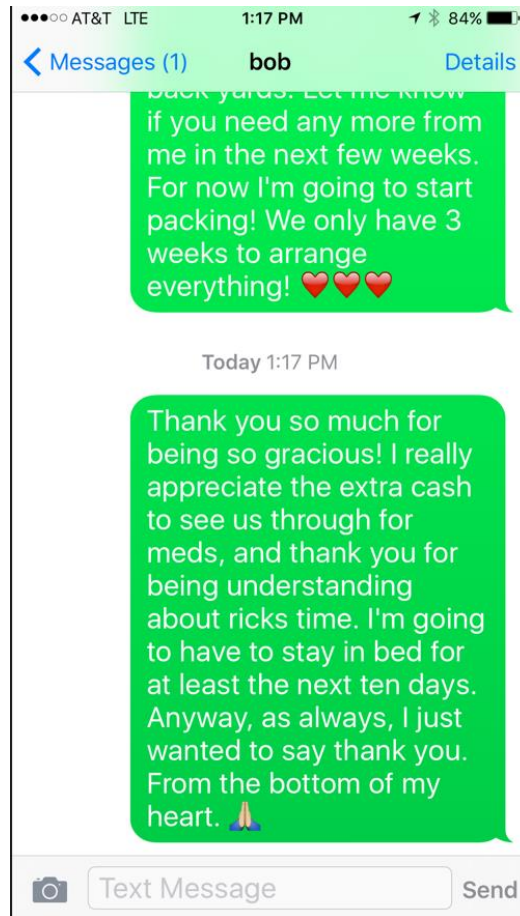 AT&T LTE 1:17 PM 84%
Messages (1) bob Details
back yards. Let me know
if you need any more from
me in the next few weeks.
For now I'm going to start
packing! We only have 3
weeks to arrange
everything! ❤️❤️❤️
Today 1:17 PM
Thank you so much for
being so gracious! I really
appreciate the extra cash
to see us through for
meds, and thank you for
being understanding
about ricks time. I'm going
to have to stay in bed for
at least the next ten days.
Anyway, as always, I just
wanted to say thank you.
From the bottom of my
heart. 🙏
Text Message Send